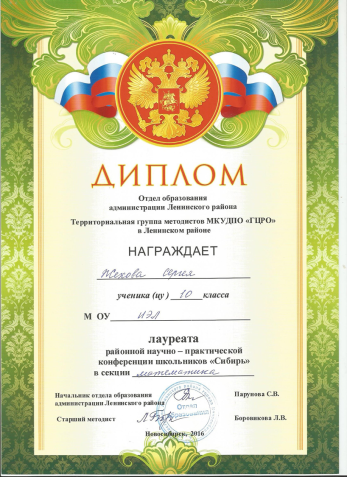 ДИПЛОМ
Отдел образования
администрации Ленинского района
Территориальная группа методистов МКУДПО «ГЦРО»
в Ленинском районе
НАГРАЖДАЕТ
Жехова Сергея
ученика (цу) 10 класса
М ОУ ИЭЛ
лауреата
районной научно – практической
конференции школьников «Сибирь»
в секции математика
Начальник отдела образования
администрации Ленинского района Парунова С.В.
Старший методист Боровикова Л.В.
Новосибирск, 2016